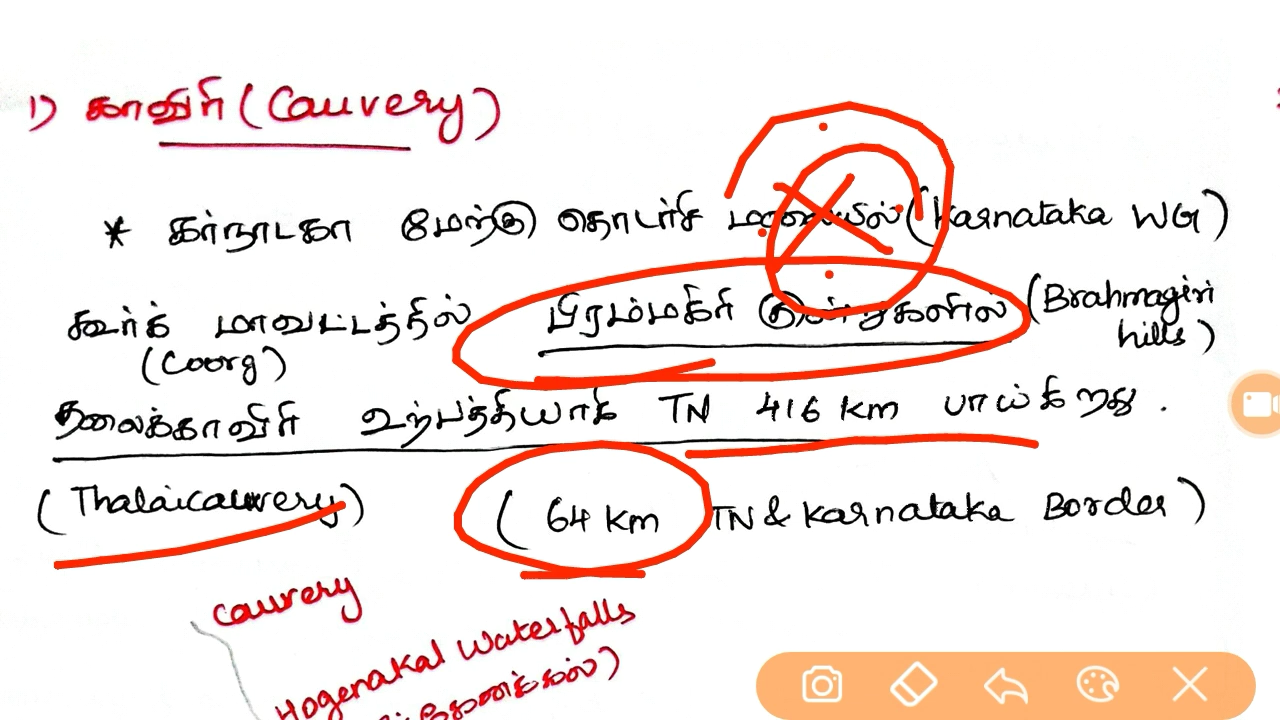 1) காவிரி (Cauvery)
* கர்நாடகா மேற்கு தொடர்ச்சி மலையில் (Karnataka WG)
கூர்க் மாவட்டத்தில் பிரம்மகிரி குன்றுகளில் (Brahmagiri
(Coorg) hills)
தலைக்காவிரி உற்பத்தியாகி TN 416 km பாய்கிறது.
(Thalaicauvery) (64 km TN & Karnataka Border)
Cauvery
Hogenakal Waterfalls